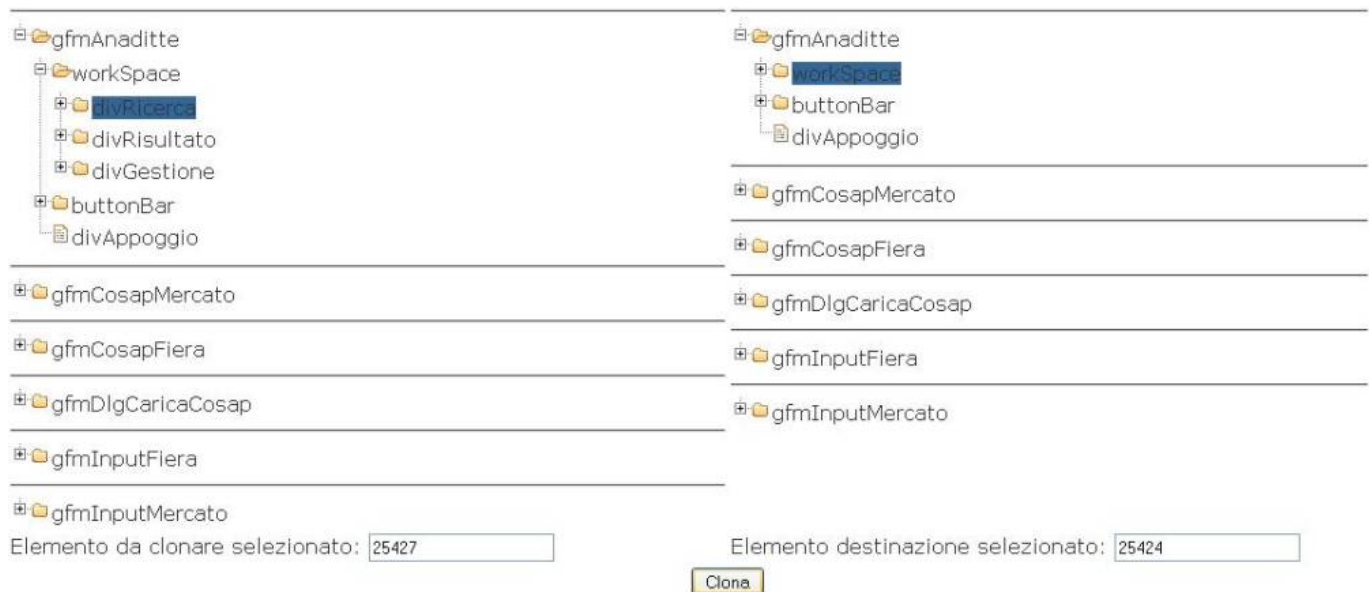 gfmAnaditte
workSpace
divRicerca
divRisultato
divGestione
buttonBar
divAppoggio
gfmCosapMercato
gfmCosapFiera
gfmDlgCaricaCosap
gfmInputFiera
gfmInputMercato
Elemento da clonare selezionato: 25427
gfmAnaditte
workSpace
buttonBar
divAppoggio
gfmCosapMercato
gfmCosapFiera
gfmDlgCaricaCosap
gfmInputFiera
gfmInputMercato
Elemento destinazione selezionato: 25424
Clona